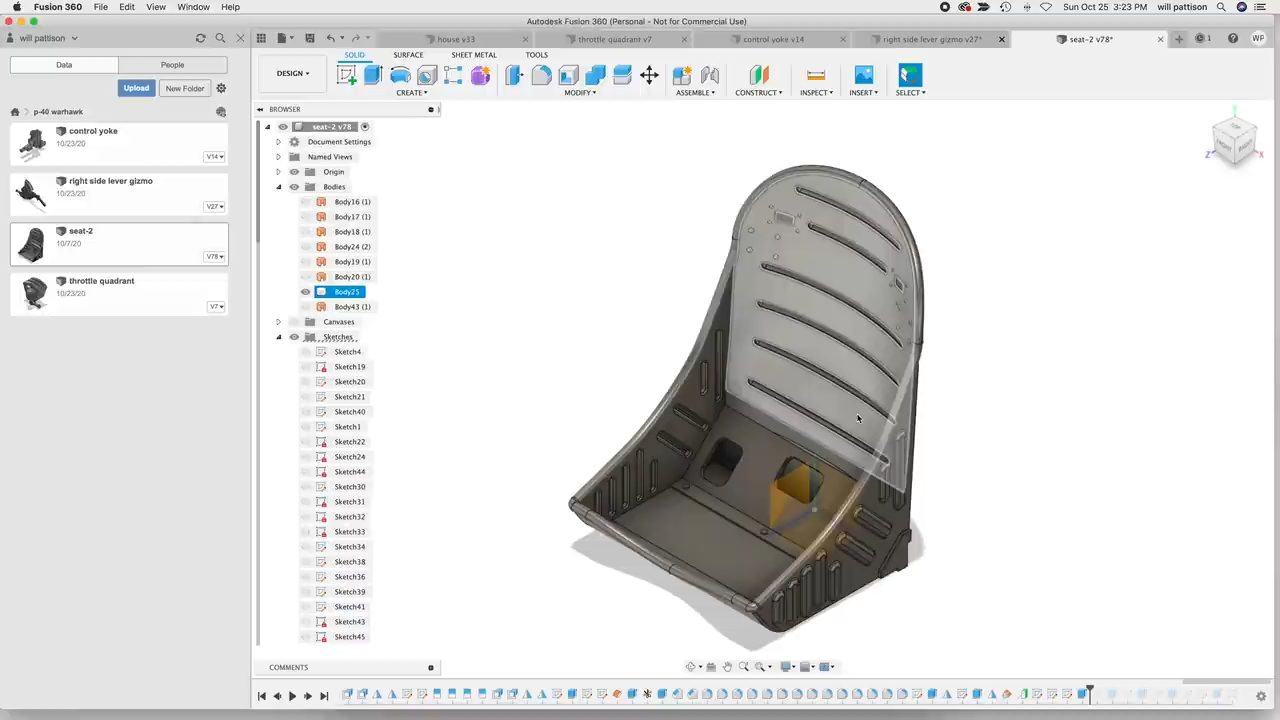 Fusion 360 File Edit View Window Help
Sun Oct 25 3:23 PM will pattison
Autodesk Fusion 360 (Personal - Not for Commercial Use)
will pattison
house v33
throttle quadrant v7
control yoke v14
right side lever gizmo v27*
seat-2 v78*
1
WP
Data People
SOLID SURFACE SHEET METAL TOOLS
Upload New Folder
DESIGN
CREATE MODIFY ASSEMBLE CONSTRUCT INSPECT INSERT SELECT
p-40 warhawk
control yoke
10/23/20
V14
right side lever gizmo
10/23/20
V27
seat-2
10/7/20
V78
throttle quadrant
10/23/20
V7
BROWSER
seat-2 v78
Document Settings
Named Views
Origin
Bodies
Body16 (1)
Body17 (1)
Body18 (1)
Body24 (2)
Body19 (1)
Body20 (1)
Body25
Body43 (1)
Canvases
Sketches
Sketch4
Sketch19
Sketch20
Sketch21
Sketch40
Sketch1
Sketch22
Sketch24
Sketch44
Sketch30
Sketch31
Sketch32
Sketch33
Sketch34
Sketch38
Sketch36
Sketch39
Sketch41
Sketch43
Sketch45
COMMENTS
TOP
FRONT
RIGHT
Z
X